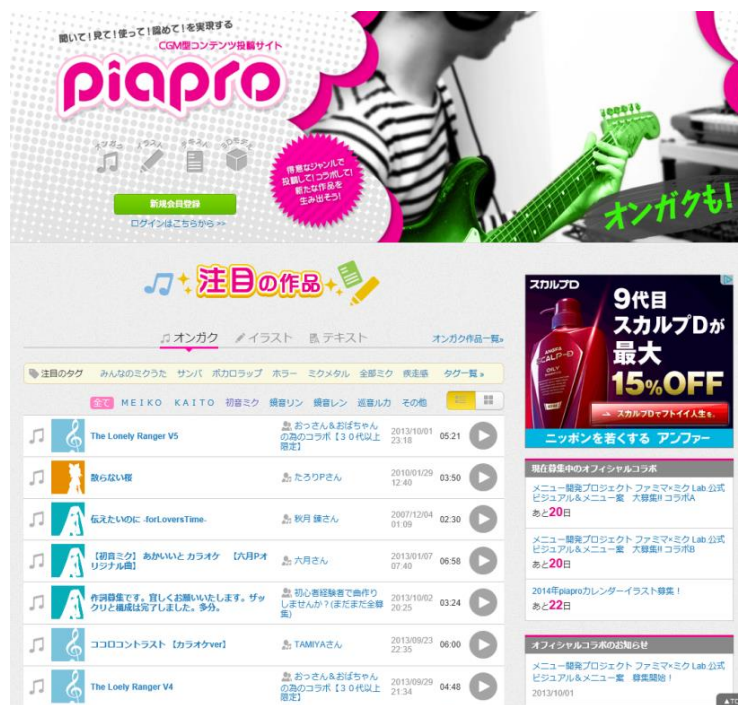 聞いて!見て!使って!認めて!を実現する
CGM型コンテンツ投稿サイト
piapro
オンガク イラスト テキスト 3Dモデル
得意なジャンルで
投稿して!コラボして!
新たな作品を
生み出そう!
新規会員登録
ログインはこちらから >>
オンガクも!
注目の作品
オンガク イラスト テキスト オンガク作品一覧»
注目のタグ みんなのミクうた サンバ ボカロラップ ホラー ミクメタル 全部ミク 疾走感 タグ一覧 »
全て MEIKO KAITO 初音ミク 鏡音リン 鏡音レン 巡音ルカ その他
The Lonely Ranger V5
おっさん&おばちゃん
の為のコラボ【30代以上
限定】
2013/10/01
23:18
05:21
散らない桜
たろりPさん
2010/01/29
12:40
03:50
伝えたいのに -forLoversTime-
秋月 鏡さん
2007/12/04
01:09
02:30
【初音ミク】 あかいいと カラオケ 【六月Pオ
リジナル曲】
六月さん
2013/01/07
07:40
06:58
作詞募集です。宜しくお願いいたします。ザッ
クリと構成は完了しました。多分。
初心者経験者で曲作り
しませんか?(まだまだ全募
集)
2013/10/02
20:25
03:24
ココロコントラスト 【カラオケver】
TAMIYAさん
2013/09/23
22:35
06:00
The Loely Ranger V4
おっさん&おばちゃん
の為のコラボ【30代以上
限定】
2013/09/29
21:34
04:48
スカルプD
9代目
スカルプDが
最大
15%OFF
ANGFA
SCALP-D
OILY
スカルプDでフトイイ人生を。
ニッポンを若くする アンファー
現在募集中のオフィシャルコラボ
メニュー開発プロジェクト ファミマ×ミク Lab.公式
ビジュアル&メニュー案 大募集!! コラボA
あと20日
メニュー開発プロジェクト ファミマ×ミク Lab.公式
ビジュアル&メニュー案 大募集!! コラボB
あと20日
2014年piaproカレンダーイラスト募集!
あと22日
オフィシャルコラボのお知らせ
メニュー開発プロジェクト ファミマ×ミク Lab.公式
ビジュアル&メニュー案 募集開始!
2013/10/01
▲TO